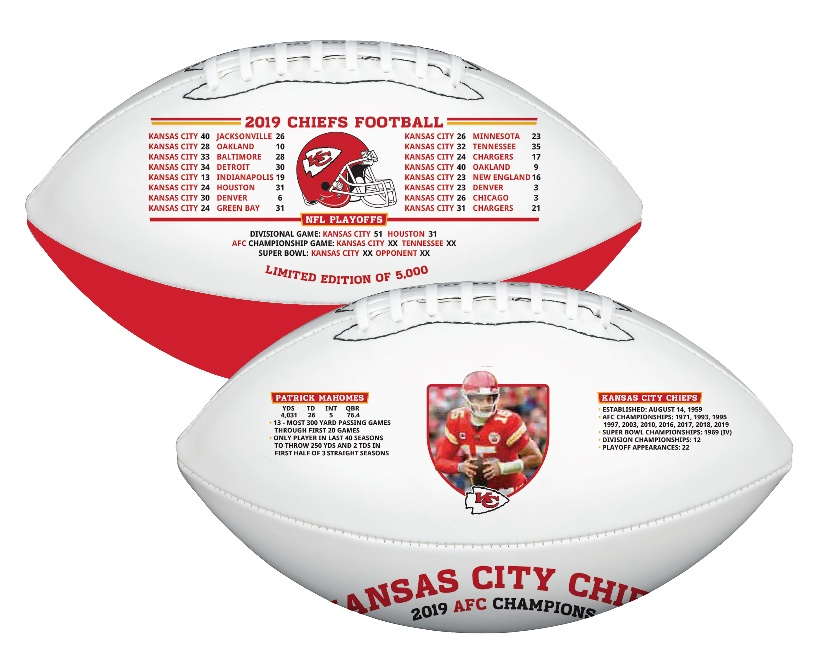 2019 CHIEFS FOOTBALL
KANSAS CITY 40 JACKSONVILLE 26
KANSAS CITY 28 OAKLAND 10
KANSAS CITY 33 BALTIMORE 28
KANSAS CITY 34 DETROIT 30
KANSAS CITY 13 INDIANAPOLIS 19
KANSAS CITY 24 HOUSTON 31
KANSAS CITY 30 DENVER 6
KANSAS CITY 24 GREEN BAY 31
KANSAS CITY 26 MINNESOTA 23
KANSAS CITY 32 TENNESSEE 35
KANSAS CITY 24 CHARGERS 17
KANSAS CITY 40 OAKLAND 9
KANSAS CITY 23 NEW ENGLAND 16
KANSAS CITY 23 DENVER 3
KANSAS CITY 26 CHICAGO 3
KANSAS CITY 31 CHARGERS 21
KC
NFL PLAYOFFS
DIVISIONAL GAME: KANSAS CITY 51 HOUSTON 31
AFC CHAMPIONSHIP GAME: KANSAS CITY XX TENNESSEE XX
SUPER BOWL: KANSAS CITY XX OPPONENT XX
LIMITED EDITION OF 5,000
PATRICK MAHOMES
YDS TD INT QBR
4,031 26 5 76.4
• 13 - MOST 300 YARD PASSING GAMES
THROUGH FIRST 20 GAMES
• ONLY PLAYER IN LAST 40 SEASONS
TO THROW 250 YDS AND 2 TDS IN
FIRST HALF OF 3 STRAIGHT SEASONS
15
KC
KANSAS CITY CHIEFS
• ESTABLISHED: AUGUST 14, 1959
• AFC CHAMPIONSHIPS: 1971, 1993, 1995
1997, 2003, 2010, 2016, 2017, 2018, 2019
• SUPER BOWL CHAMPIONSHIPS: 1969 (IV)
• DIVISION CHAMPIONSHIPS: 12
• PLAYOFF APPEARANCES: 22
KANSAS CITY CHIEF
2019 AFC CHAMPIONS